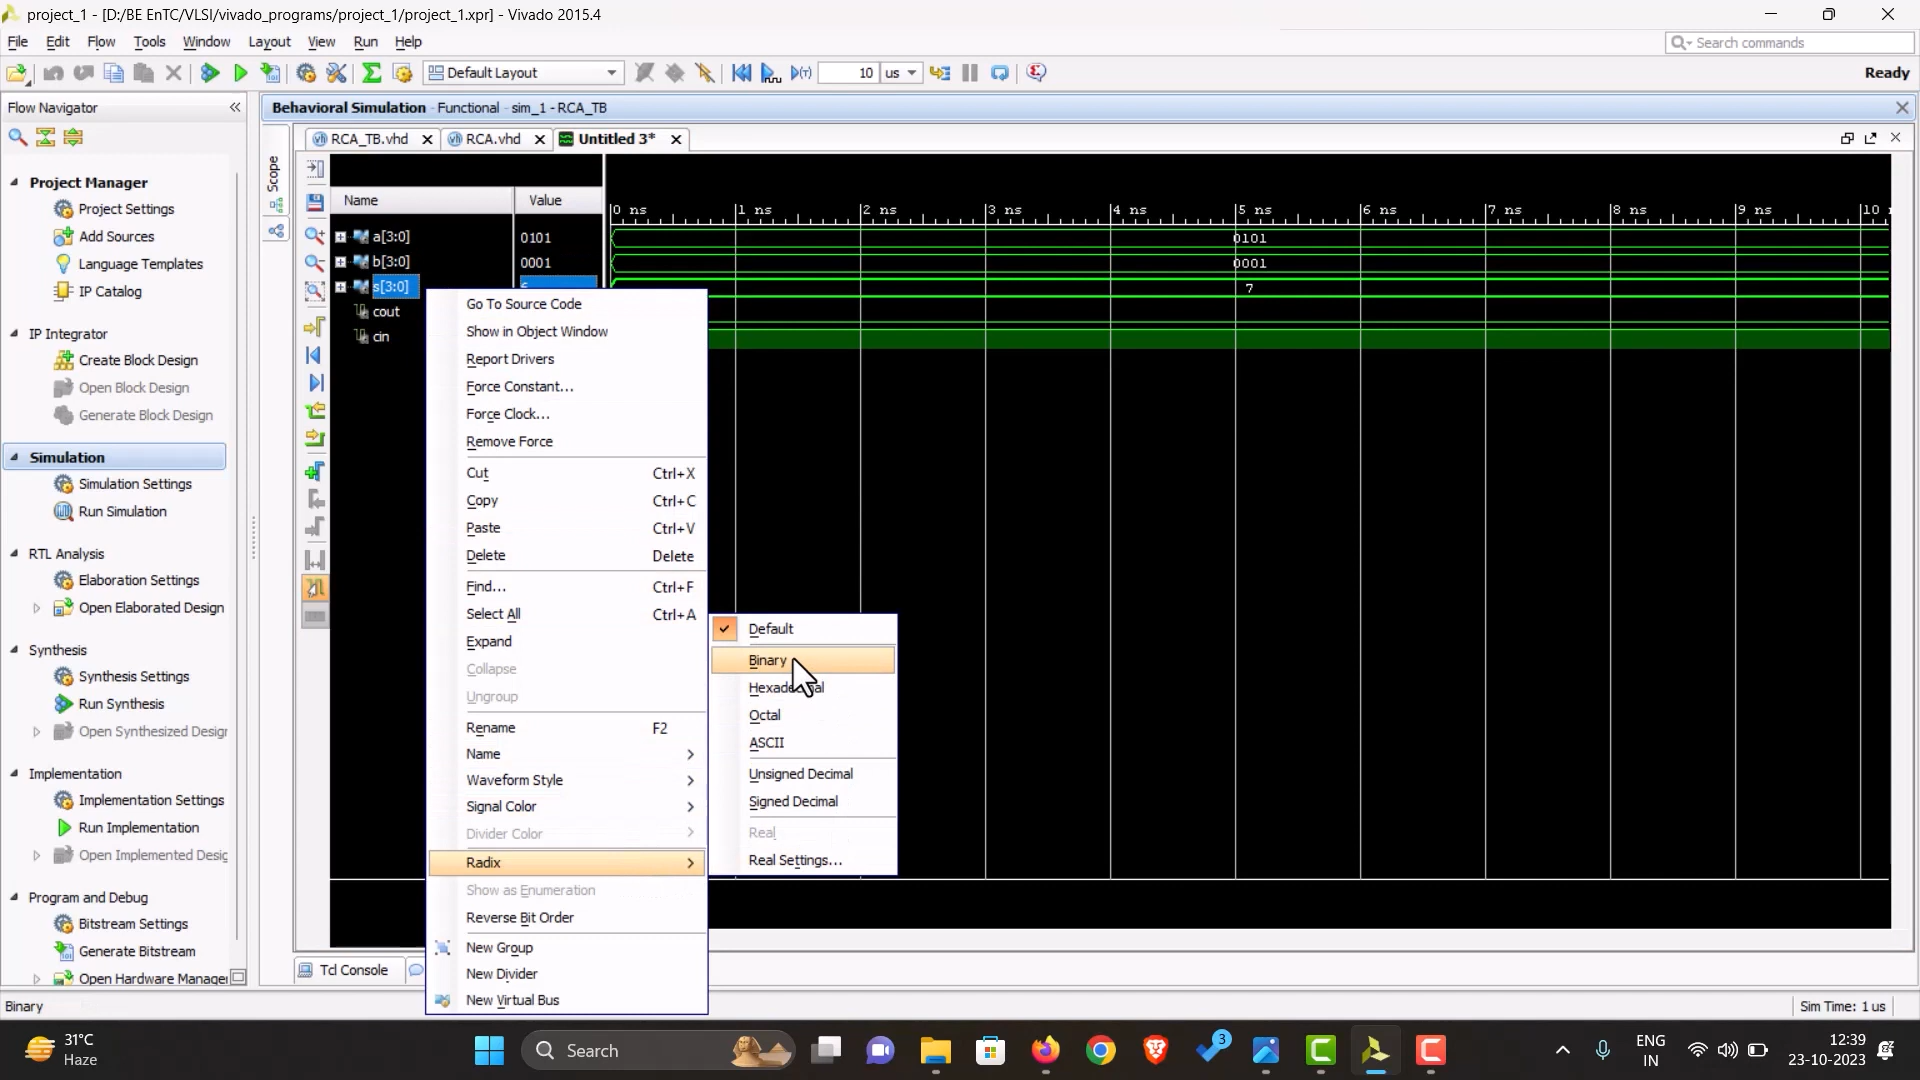 project_1 - [D:/BE EnTC/VLSI/vivado_programs/project_1/project_1.xpr] - Vivado 2015.4
File Edit Flow Tools Window Layout View Run Help
Search commands
Default Layout
10 us
Ready
Flow Navigator
Behavioral Simulation - Functional - sim_1 - RCA_TB
RCA_TB.vhd
RCA.vhd
Untitled 3*
Scope
Project Manager
Project Settings
Add Sources
Language Templates
IP Catalog
IP Integrator
Create Block Design
Open Block Design
Generate Block Design
Simulation
Simulation Settings
Run Simulation
RTL Analysis
Elaboration Settings
Open Elaborated Design
Synthesis
Synthesis Settings
Run Synthesis
Open Synthesized Design
Implementation
Implementation Settings
Run Implementation
Open Implemented Desig
Program and Debug
Bitstream Settings
Generate Bitstream
Open Hardware Manager
Name Value
0 ns 1 ns 2 ns 3 ns 4 ns 5 ns 6 ns 7 ns 8 ns 9 ns 10
a[3:0] 0101 0101
b[3:0] 0001 0001
s[3:0] 7
cout
cin
Go To Source Code
Show in Object Window
Report Drivers
Force Constant...
Force Clock...
Remove Force
Cut Ctrl+X
Copy Ctrl+C
Paste Ctrl+V
Delete Delete
Find... Ctrl+F
Select All Ctrl+A
Expand
Collapse
Ungroup
Rename F2
Name
Waveform Style
Signal Color
Divider Color
Radix
Show as Enumeration
Reverse Bit Order
New Group
New Divider
New Virtual Bus
Default
Binary
Hexadecimal
Octal
ASCII
Unsigned Decimal
Signed Decimal
Real
Real Settings...
Tcl Console
Binary
Sim Time: 1 us
31°C
Haze
Search
3
ENG
IN
12:39
23-10-2023